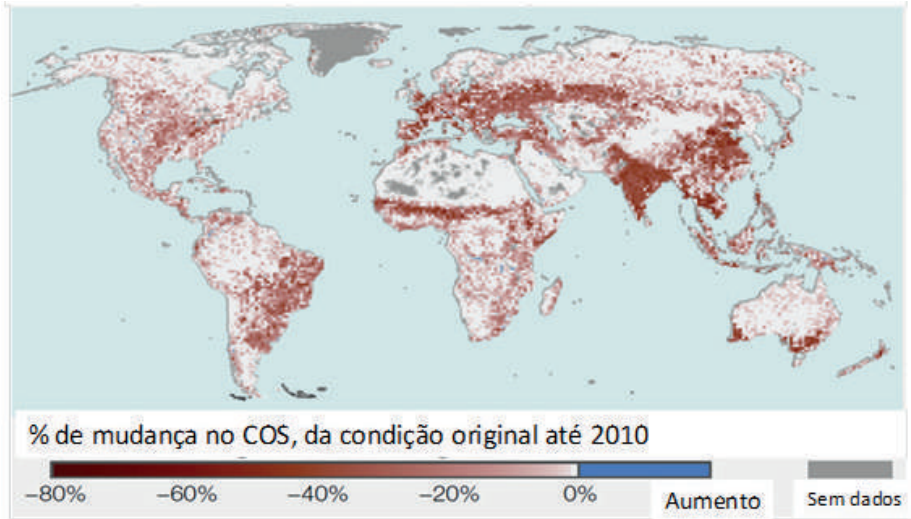 % de mudança no COS, da condição original até 2010
−80% −60% −40% −20% 0% Aumento Sem dados